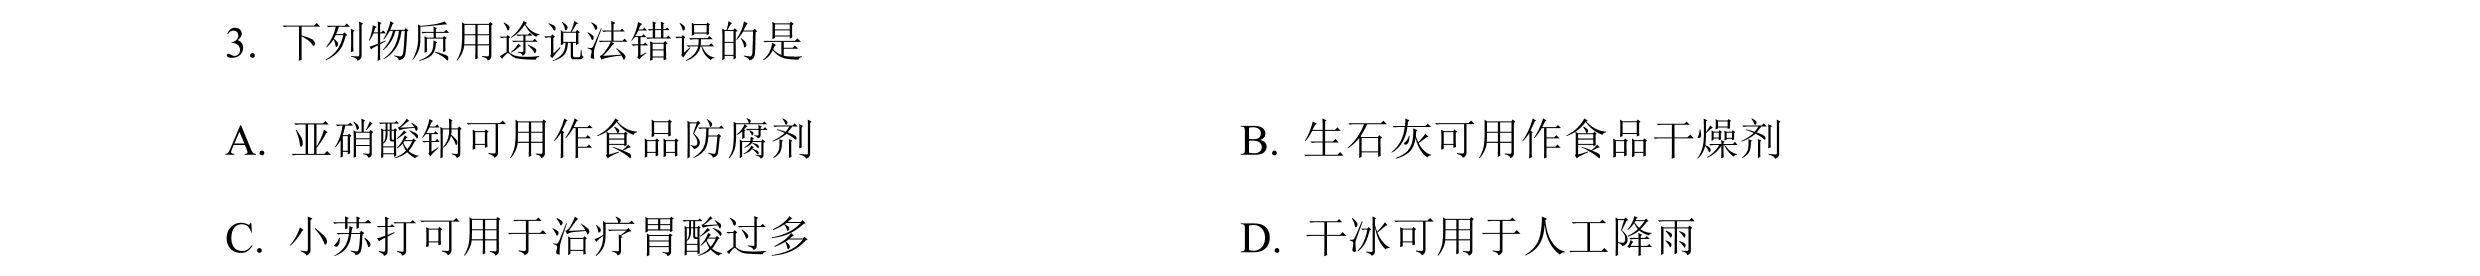 3. 下列物质用途说法错误的是
A. 亚硝酸钠可用作食品防腐剂 B. 生石灰可用作食品干燥剂
C. 小苏打可用于治疗胃酸过多 D. 干冰可用于人工降雨